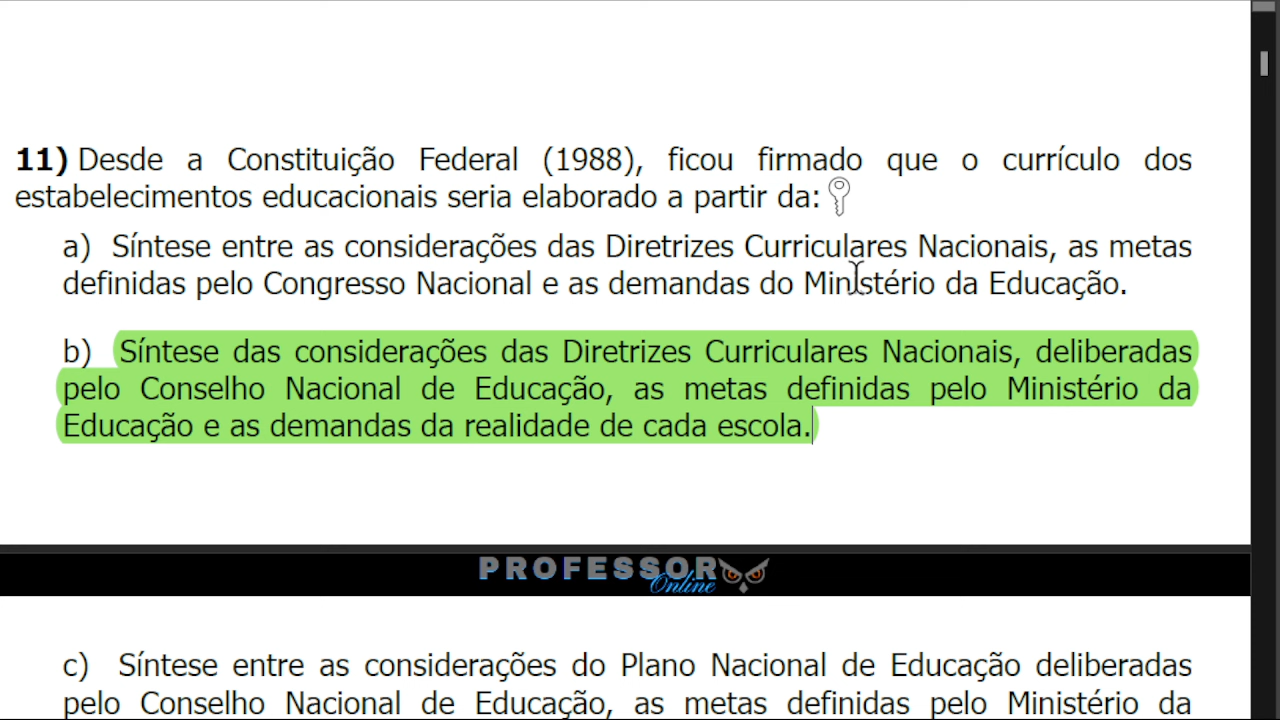 11) Desde a Constituição Federal (1988), ficou firmado que o currículo dos
estabelecimentos educacionais seria elaborado a partir da:
a) Síntese entre as considerações das Diretrizes Curriculares Nacionais, as metas
definidas pelo Congresso Nacional e as demandas do Ministério da Educação.
b) Síntese das considerações das Diretrizes Curriculares Nacionais, deliberadas
pelo Conselho Nacional de Educação, as metas definidas pelo Ministério da
Educação e as demandas da realidade de cada escola.
PROFESSOR
Online
c) Síntese entre as considerações do Plano Nacional de Educação deliberadas
pelo Conselho Nacional de Educação, as metas definidas pelo Ministério da